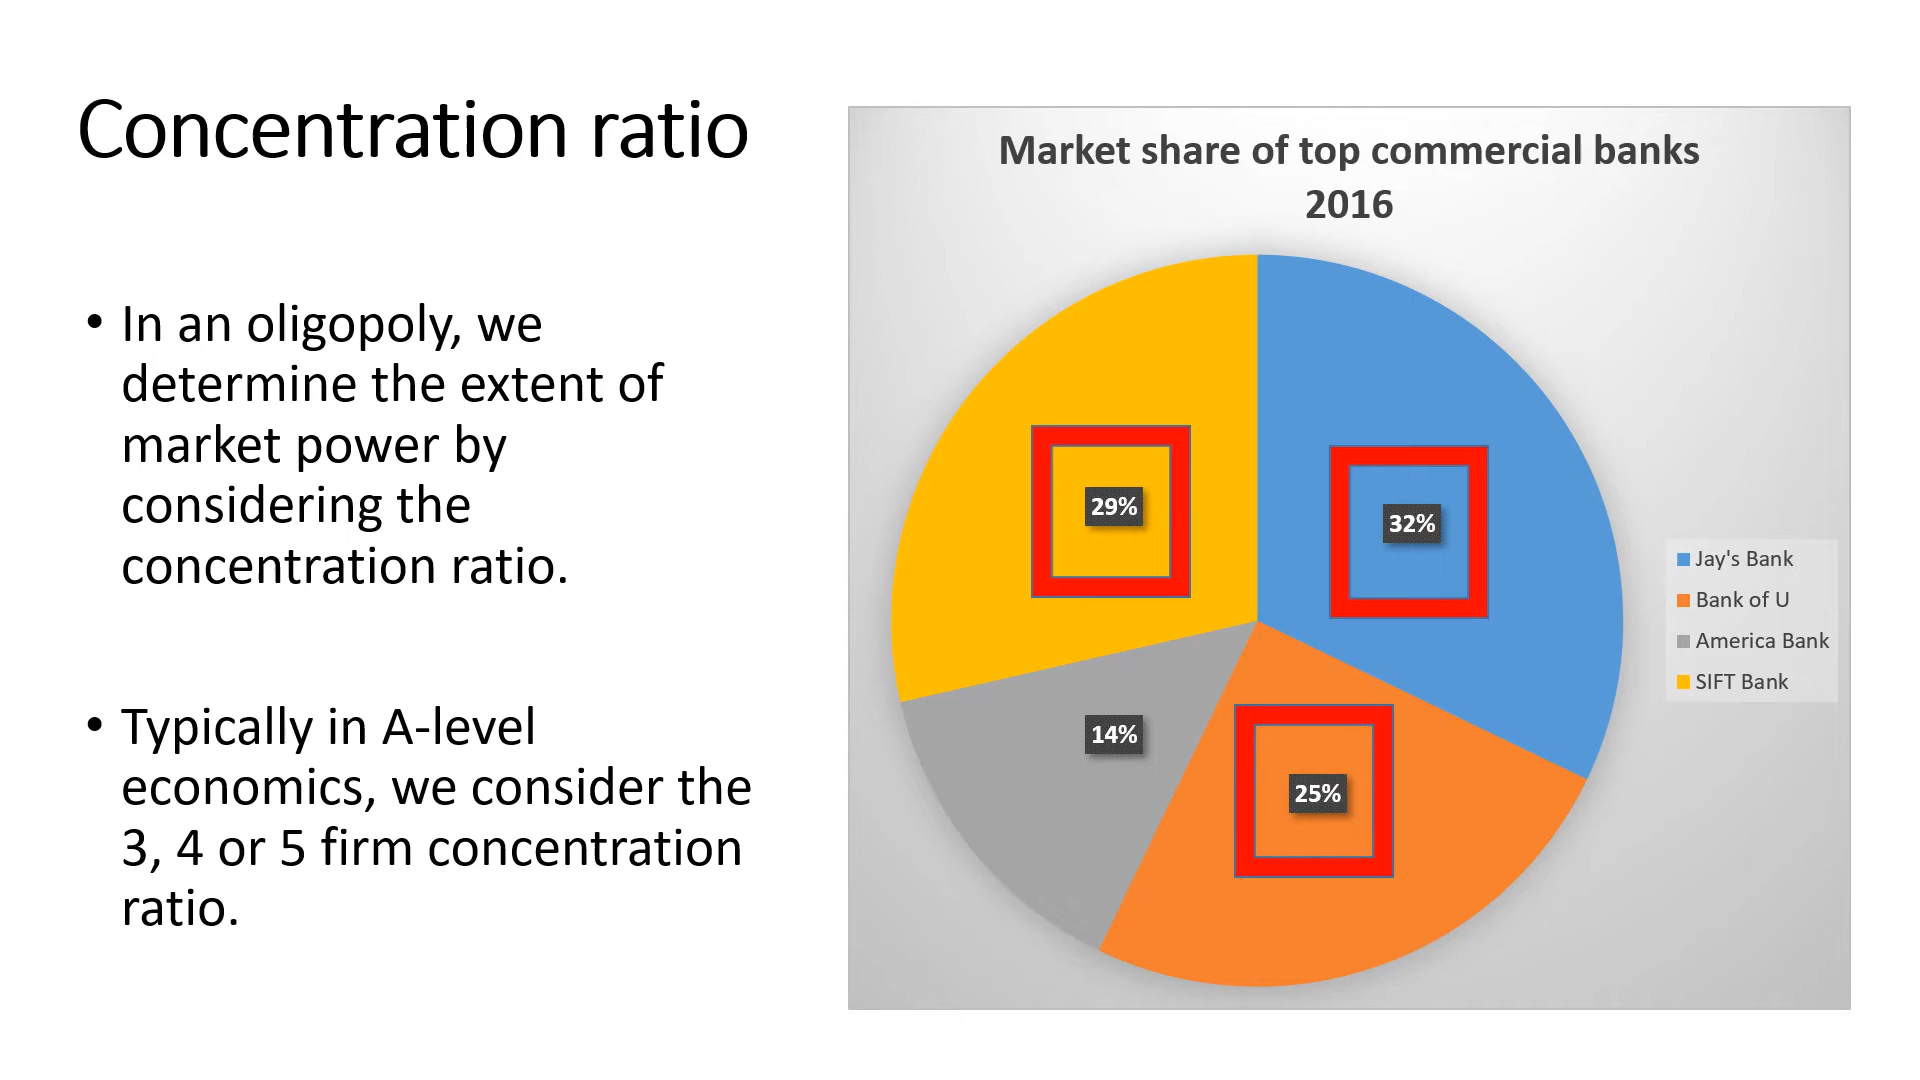 Concentration ratio
• In an oligopoly, we
determine the extent of
market power by
considering the
concentration ratio.
• Typically in A-level
economics, we consider the
3, 4 or 5 firm concentration
ratio.
Market share of top commercial banks
2016
29%
32%
14%
25%
Jay's Bank
Bank of U
America Bank
SIFT Bank